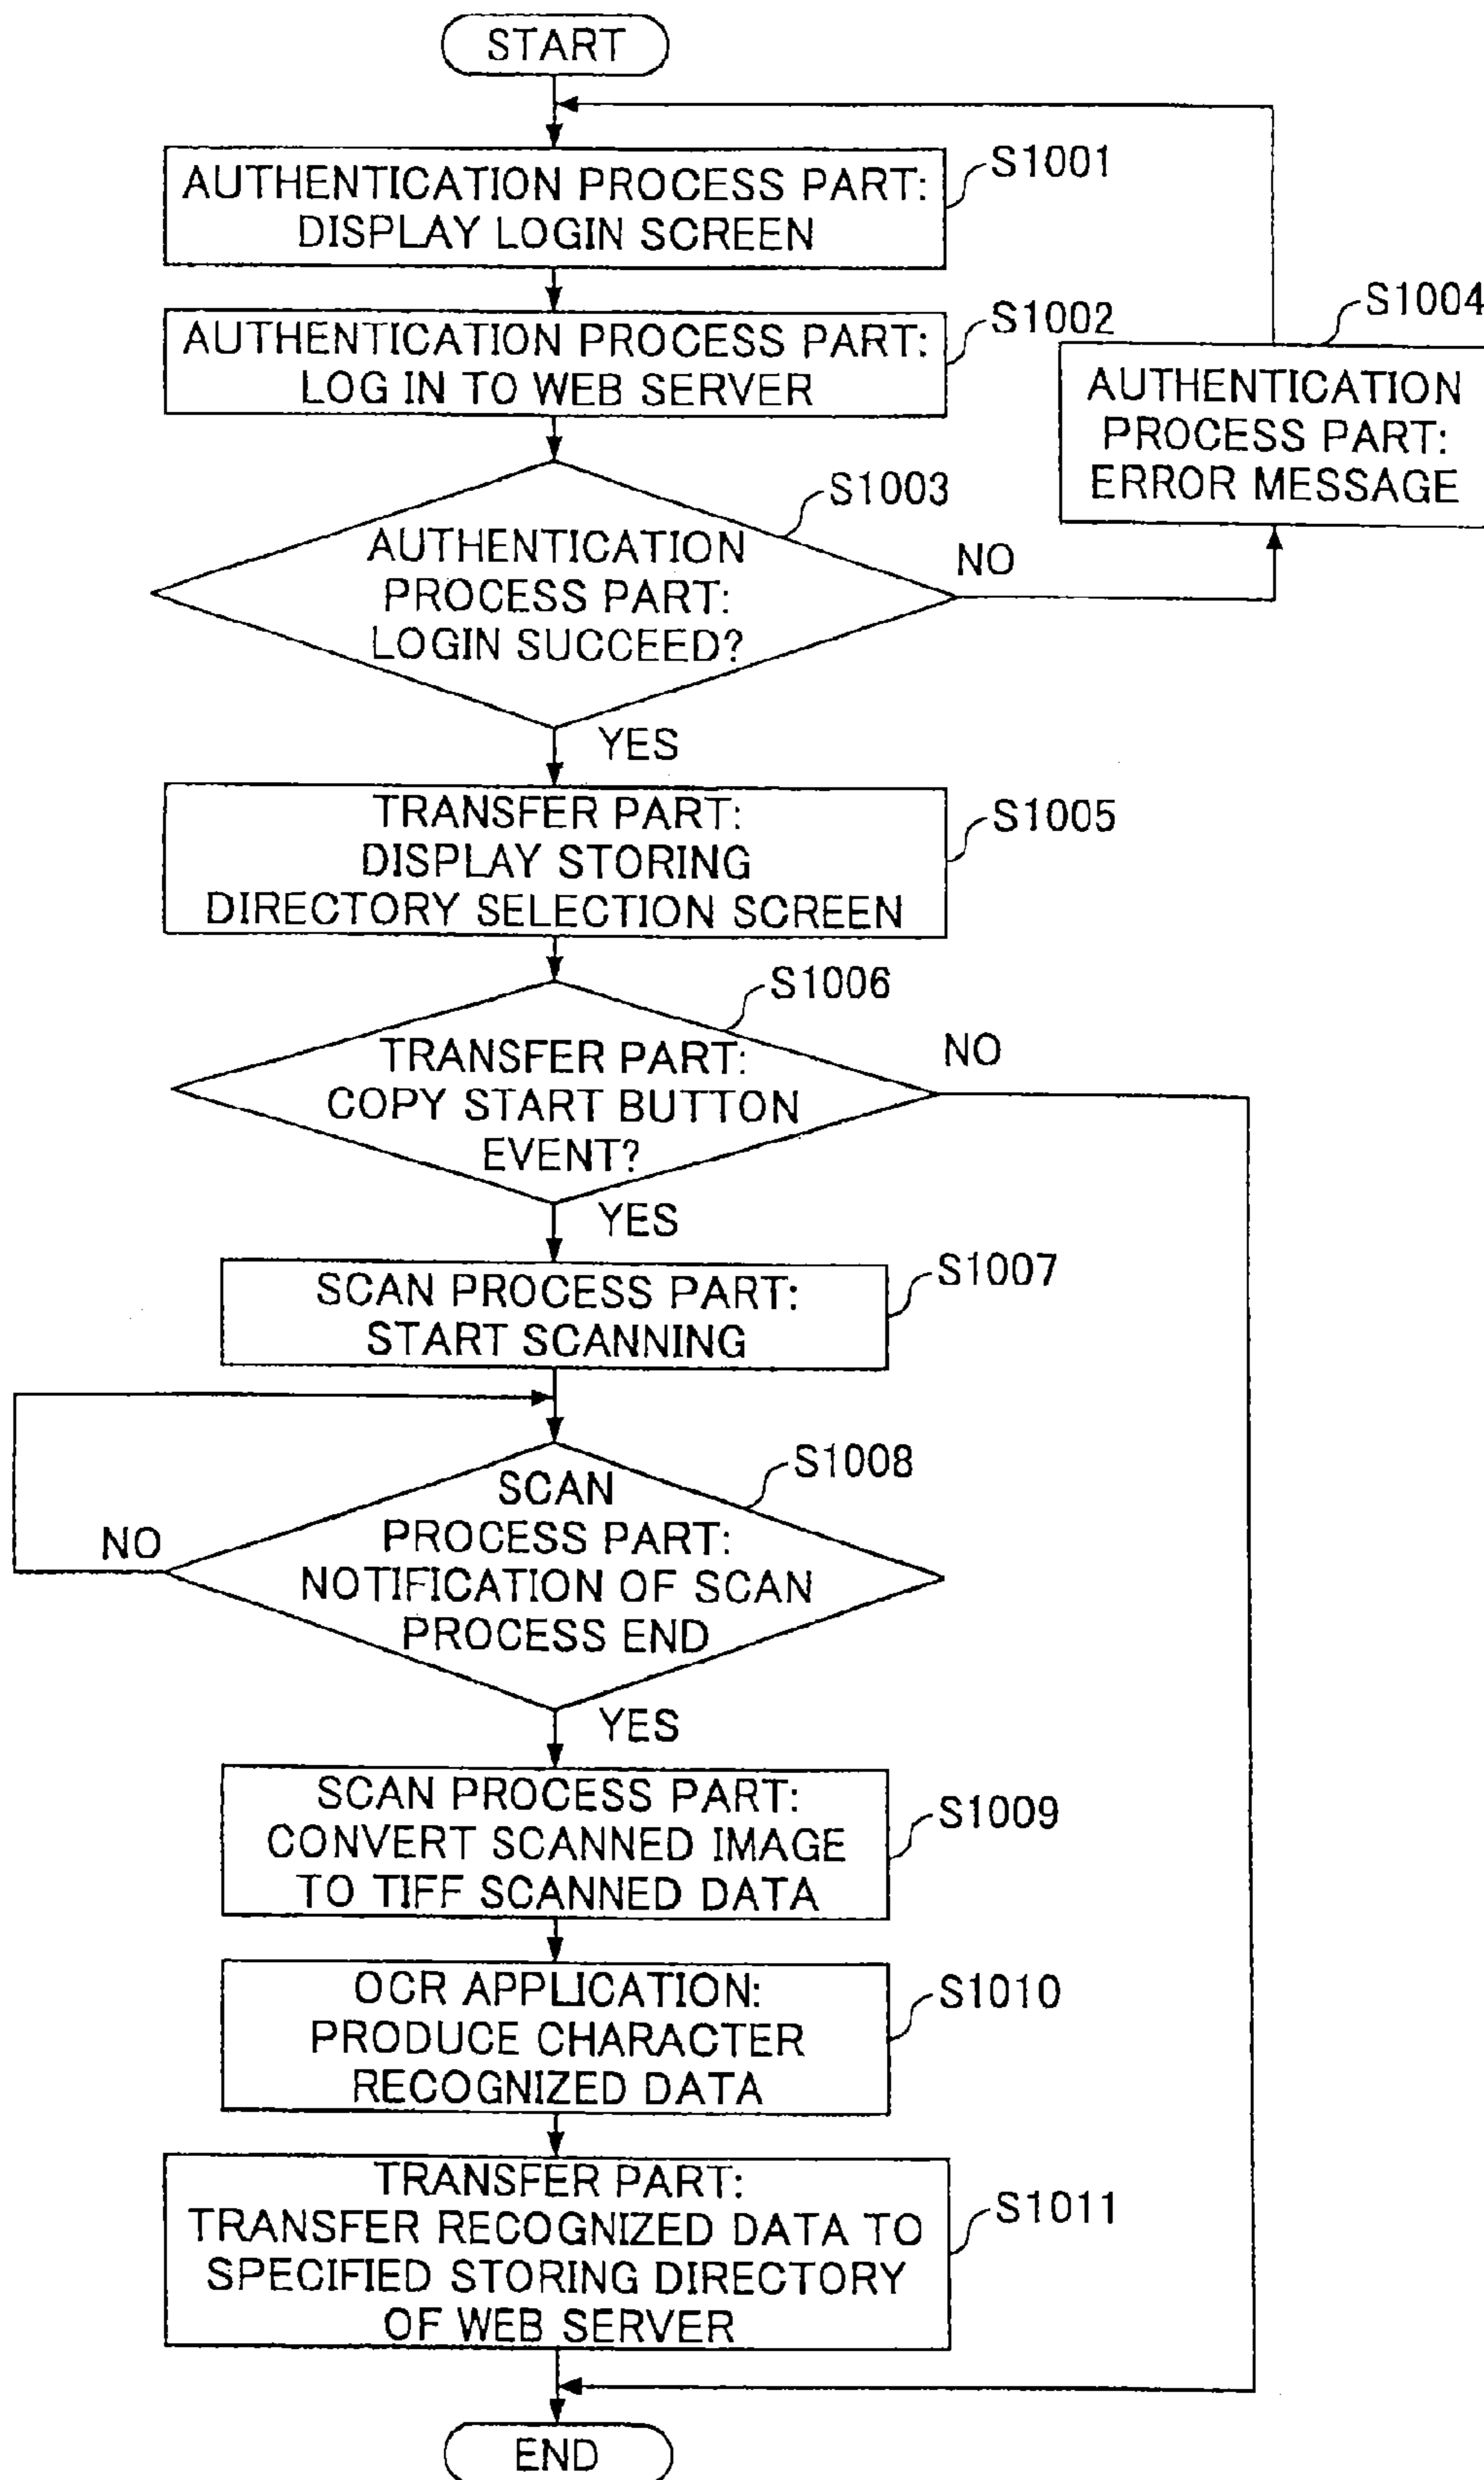 START
AUTHENTICATION PROCESS PART:
DISPLAY LOGIN SCREEN
S1001
AUTHENTICATION PROCESS PART:
LOG IN TO WEB SERVER
S1002
S1004
AUTHENTICATION
PROCESS PART:
ERROR MESSAGE
S1003
AUTHENTICATION
PROCESS PART:
LOGIN SUCCEED?
NO
YES
TRANSFER PART:
DISPLAY STORING
DIRECTORY SELECTION SCREEN
S1005
S1006
TRANSFER PART:
COPY START BUTTON
EVENT?
NO
YES
SCAN PROCESS PART:
START SCANNING
S1007
S1008
SCAN
PROCESS PART:
NOTIFICATION OF SCAN
PROCESS END
NO
YES
SCAN PROCESS PART:
CONVERT SCANNED IMAGE
TO TIFF SCANNED DATA
S1009
OCR APPLICATION:
PRODUCE CHARACTER
RECOGNIZED DATA
S1010
TRANSFER PART:
TRANSFER RECOGNIZED DATA TO
SPECIFIED STORING DIRECTORY
OF WEB SERVER
S1011
END